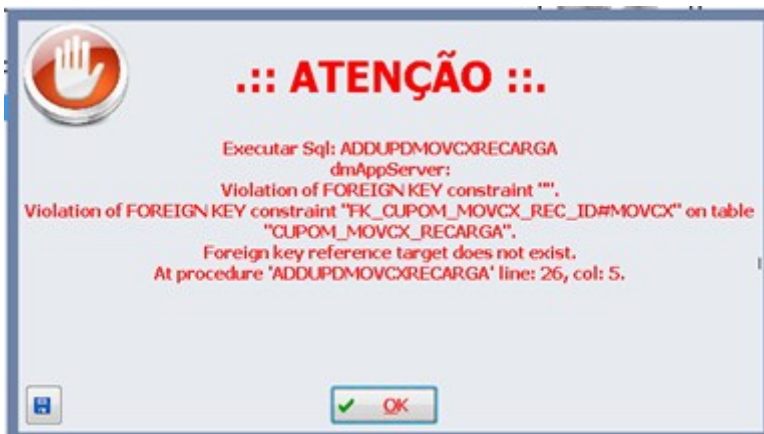 .:: ATENÇÃO ::.
Executar Sql: ADDUPDMOVCXRECARGA
dmAppServer:
Violation of FOREIGN KEY constraint "".
Violation of FOREIGN KEY constraint "FK_CUPOM_MOVCX_REC_ID#MOVCX" on table
"CUPOM_MOVCX_RECARGA".
Foreign key reference target does not exist.
At procedure 'ADDUPDMOVCXRECARGA' line: 26, col: 5.
OK